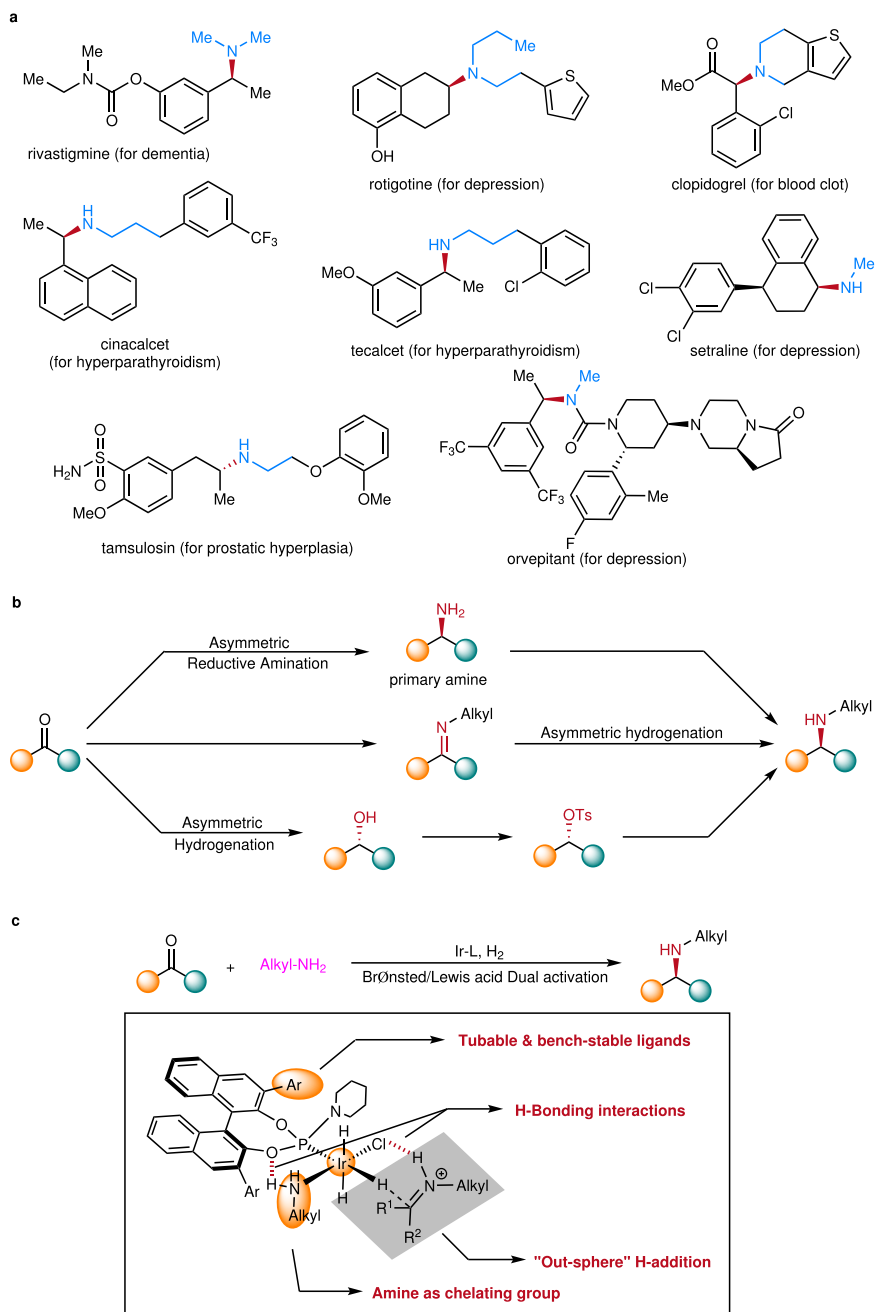 a
Me
N
O
O
Me
N
Me
Me
rivastigmine (for dementia)
Me
N
S
OH
rotigotine (for depression)
O
MeO
N
S
Cl
clopidogrel (for blood clot)
Me
H
N
CF3
cinacalcet
(for hyperparathyroidism)
MeO
HN
Me
Cl
tecalcet (for hyperparathyroidism)
Cl
Cl
Me
NH
setraline (for depression)
O
H2N
S
O
MeO
Me
H
N
O
OMe
tamsulosin (for prostatic hyperplasia)
Me
Me
N
F3C
CF3
O
N
N
N
O
Me
F
orvepitant (for depression)
b
Asymmetric
Reductive Amination
NH2
primary amine
O
N
Alkyl
Asymmetric hydrogenation
HN
Alkyl
Asymmetric
Hydrogenation
OH
OTs
c
O
+
Alkyl-NH2
Ir-L, H2
BrØnsted/Lewis acid Dual activation
HN
Alkyl
Tubable & bench-stable ligands
Ar
N
H-Bonding interactions
O
P
H
Cl
O
Ir
H
H
H
N
H
H
N
⊕
Alkyl
Ar
Alkyl
H
R1
R2
"Out-sphere" H-addition
Amine as chelating group